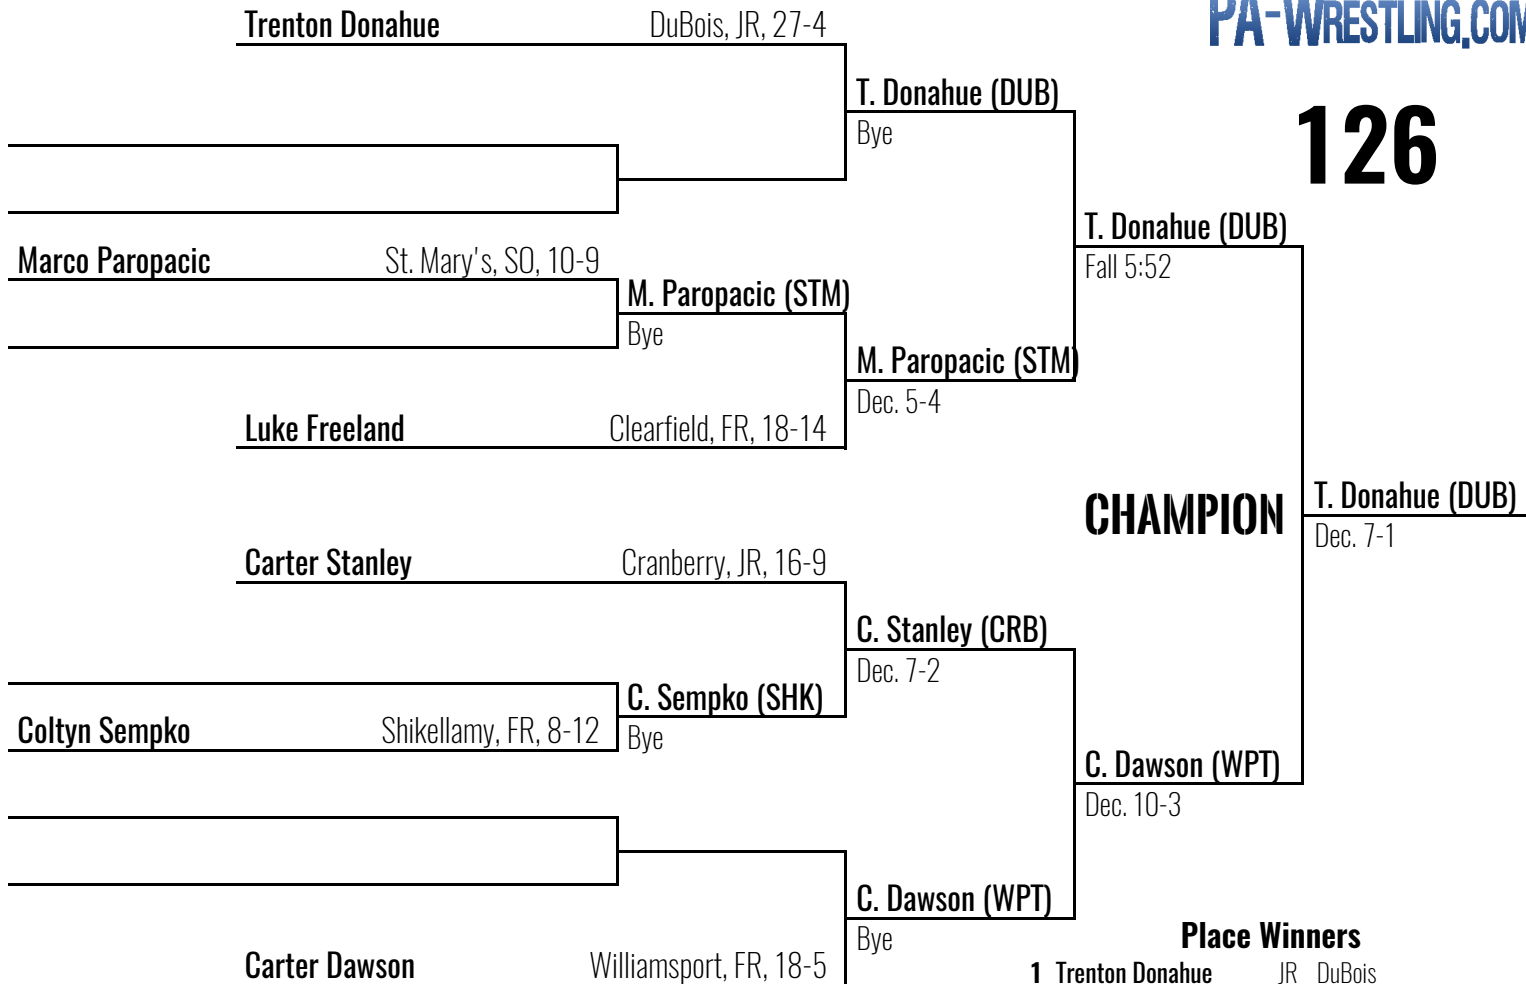 Trenton Donahue DuBois, JR, 27-4
PA-WRESTLING.COM
T. Donahue (DUB)
Bye
126
T. Donahue (DUB)
Fall 5:52
Marco Paropacic St. Mary's, SO, 10-9
M. Paropacic (STM)
Bye
M. Paropacic (STM)
Dec. 5-4
Luke Freeland Clearfield, FR, 18-14
CHAMPION
T. Donahue (DUB)
Dec. 7-1
Carter Stanley Cranberry, JR, 16-9
C. Stanley (CRB)
Dec. 7-2
C. Sempko (SHK)
Coltyn Sempko Shikellamy, FR, 8-12
Bye
C. Dawson (WPT)
Dec. 10-3
C. Dawson (WPT)
Bye
Carter Dawson Williamsport, FR, 18-5
Place Winners
1 Trenton Donahue JR DuBois